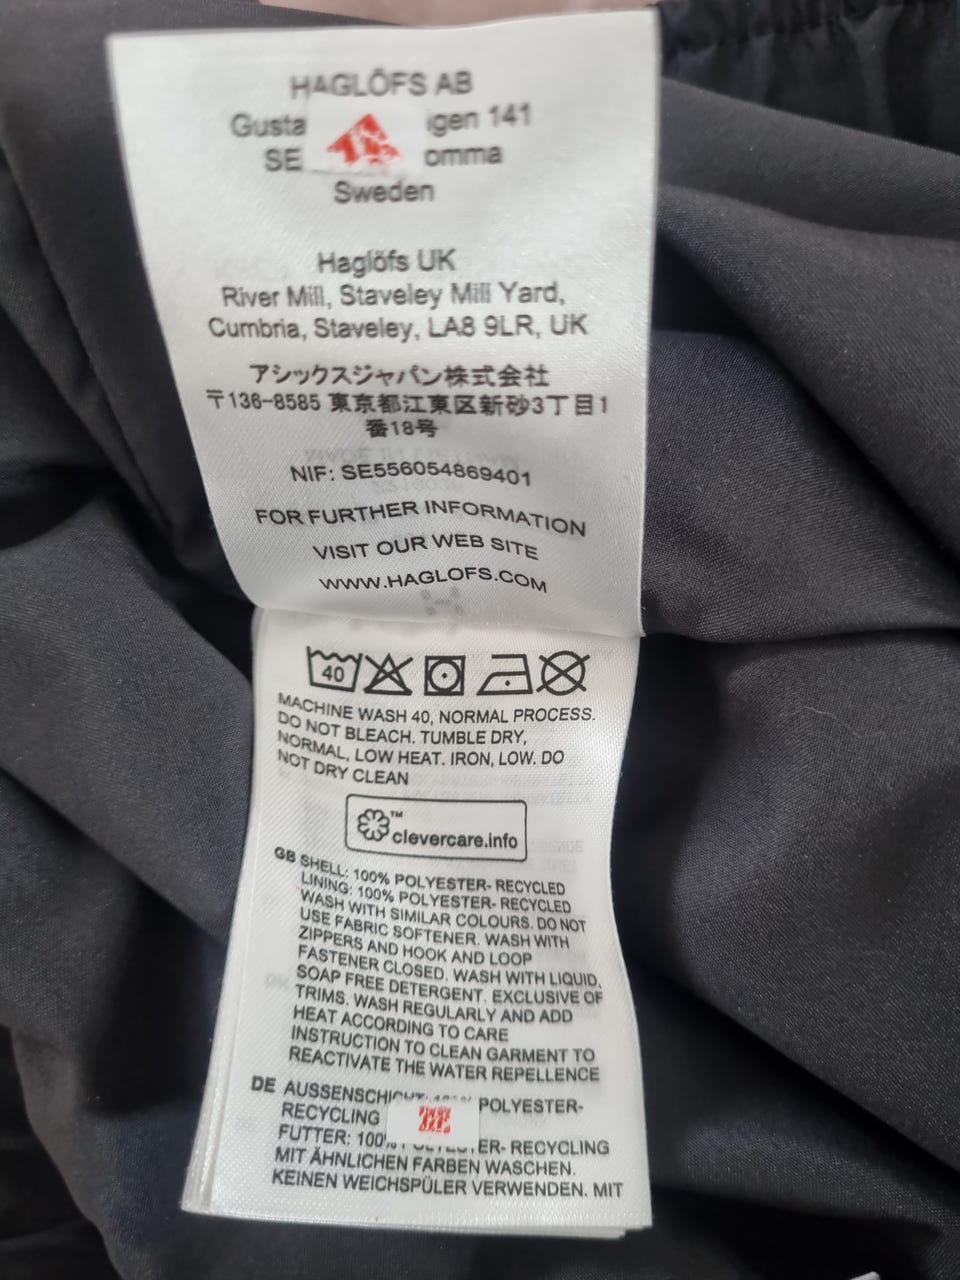 HAGLÖFS AB
Gusta igen 141
SE omma
Sweden
Haglöfs UK
River Mill, Staveley Mill Yard,
Cumbria, Staveley, LA8 9LR, UK
アシックスジャパン株式会社
〒136-8585 東京都江東区新砂3丁目1
番18号
NIF: SE556054869401
FOR FURTHER INFORMATION
VISIT OUR WEB SITE
WWW.HAGLOFS.COM
40
MACHINE WASH 40, NORMAL PROCESS.
DO NOT BLEACH. TUMBLE DRY,
NORMAL, LOW HEAT. IRON, LOW. DO
NOT DRY CLEAN
™
clevercare.info
GB SHELL: 100% POLYESTER- RECYCLED
LINING: 100% POLYESTER- RECYCLED
WASH WITH SIMILAR COLOURS. DO NOT
USE FABRIC SOFTENER. WASH WITH
ZIPPERS AND HOOK AND LOOP
FASTENER CLOSED. WASH WITH LIQUID,
SOAP FREE DETERGENT. EXCLUSIVE OF
TRIMS. WASH REGULARLY AND ADD
HEAT ACCORDING TO CARE
INSTRUCTION TO CLEAN GARMENT TO
REACTIVATE THE WATER REPELLENCE
DE AUSSENSCHICHT: POLYESTER-
RECYCLING
FUTTER: 100% POLYESTER- RECYCLING
MIT ÄHNLICHEN FARBEN WASCHEN.
KEINEN WEICHSPÜLER VERWENDEN. MIT